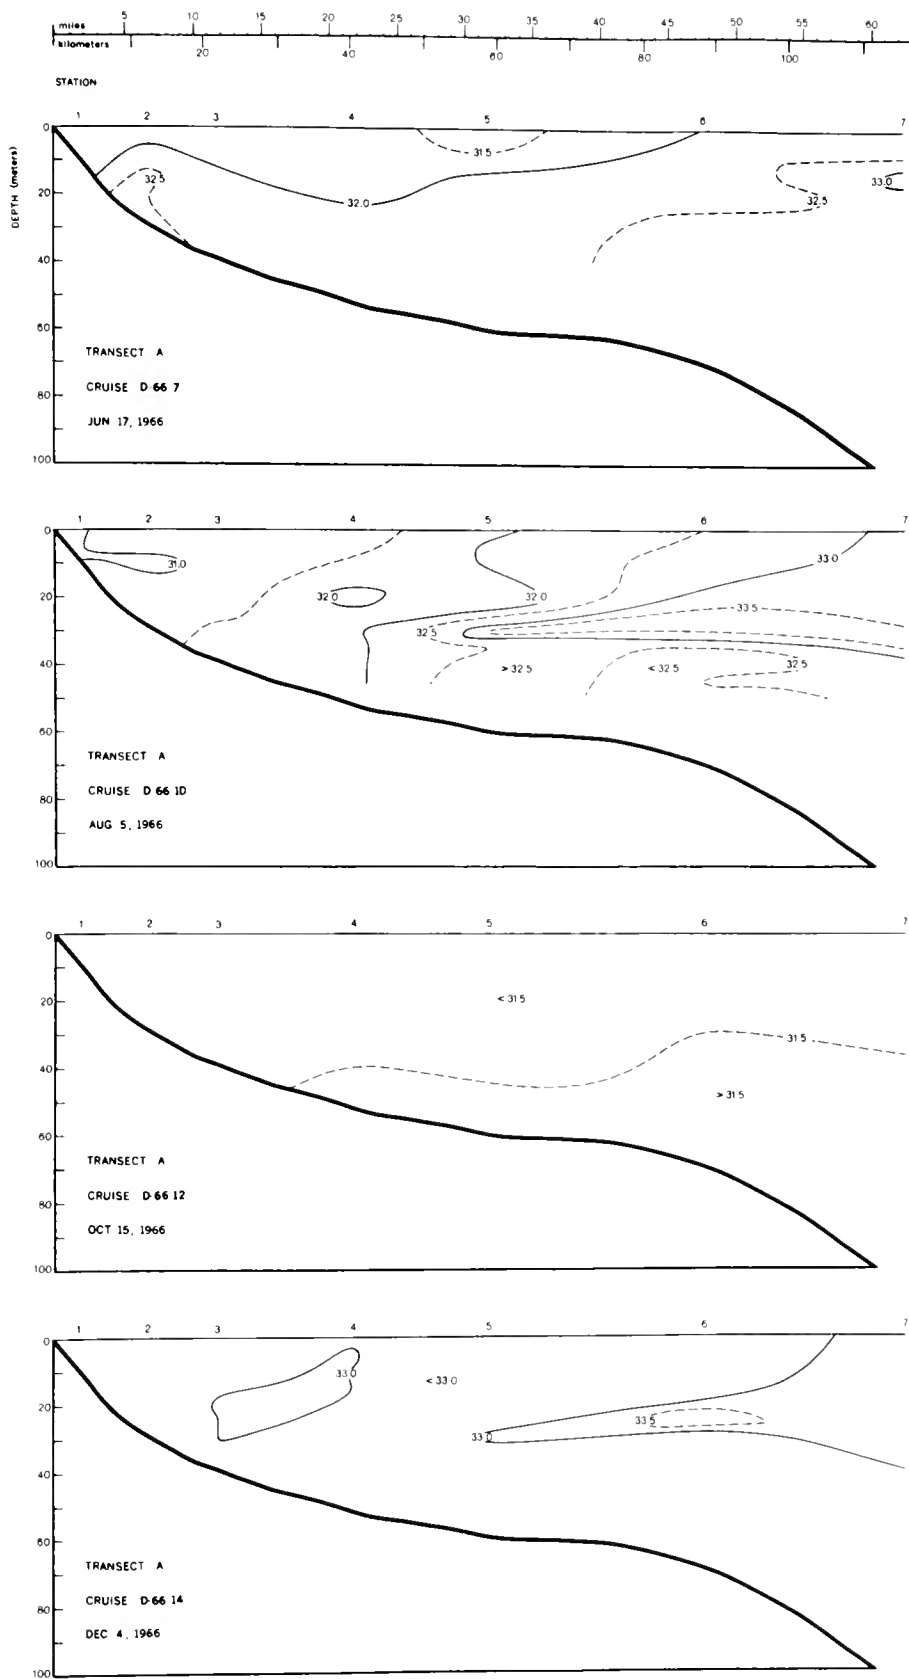 miles 5 10 15 20 25 30 35 40 45 50 55 60
kilometers 20 40 60 80 100
STATION
1 2 3 4 5 6 7
DEPTH (meters)
0
20
40
60
80
100
31.5
32.5
32.0
33.0
32.5
TRANSECT A
CRUISE D-66 7
JUN 17, 1966
1 2 3 4 5 6 7
0
20
40
60
80
100
31.0
33.0
32.0
32.0
33.5
32.5
> 32.5
< 32.5
32.5
TRANSECT A
CRUISE D 66 10
AUG 5, 1966
1 2 3 4 5 6 7
0
20
40
60
80
100
< 31.5
31.5
> 31.5
TRANSECT A
CRUISE D-66 12
OCT 15, 1966
1 2 3 4 5 6 7
0
20
40
60
80
100
33.0
< 33.0
33.5
33.0
TRANSECT A
CRUISE D-66 14
DEC 4, 1966